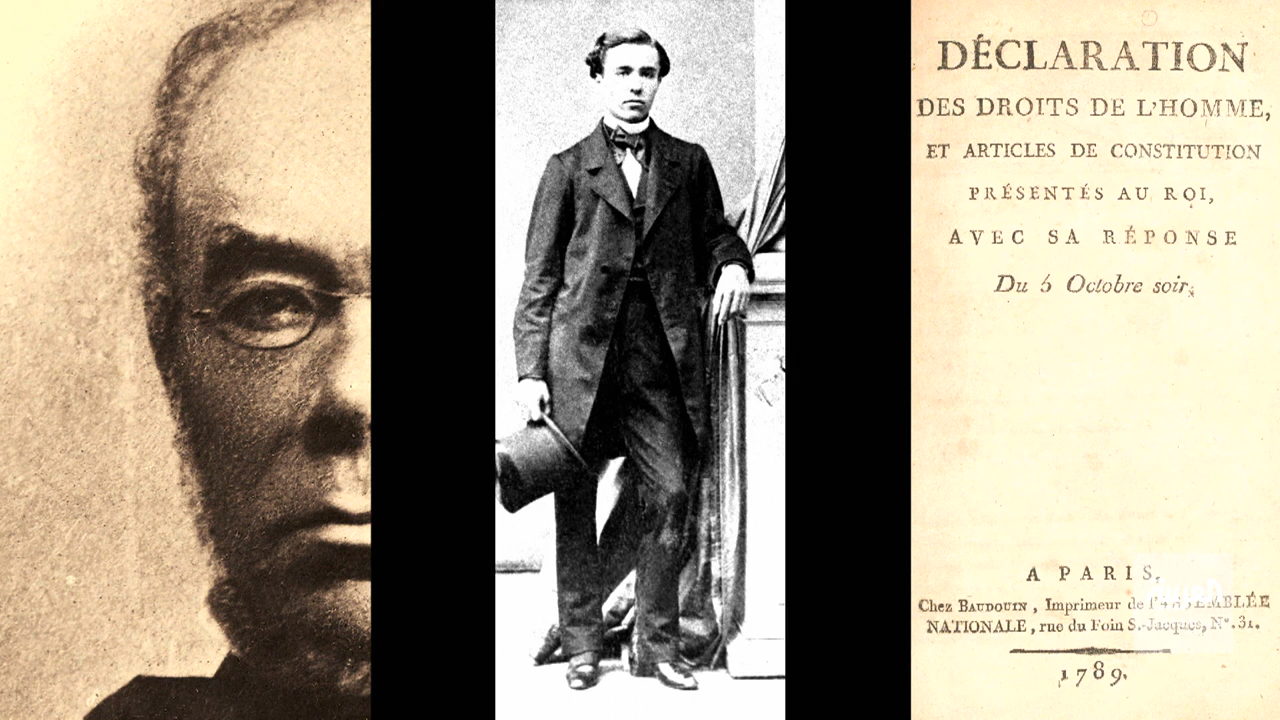 DÉCLARATION
DES DROITS DE L'HOMME,
ET ARTICLES DE CONSTITUTION
PRÉSENTÉS AU ROI,
AVEC SA RÉPONSE
Du 5 Octobre soir.
A PARIS,
Chez BAUDOUIN, Imprimeur de l'ASSEMBLÉE
NATIONALE, rue du Foin S.-Jacques, N°. 31.
1789.